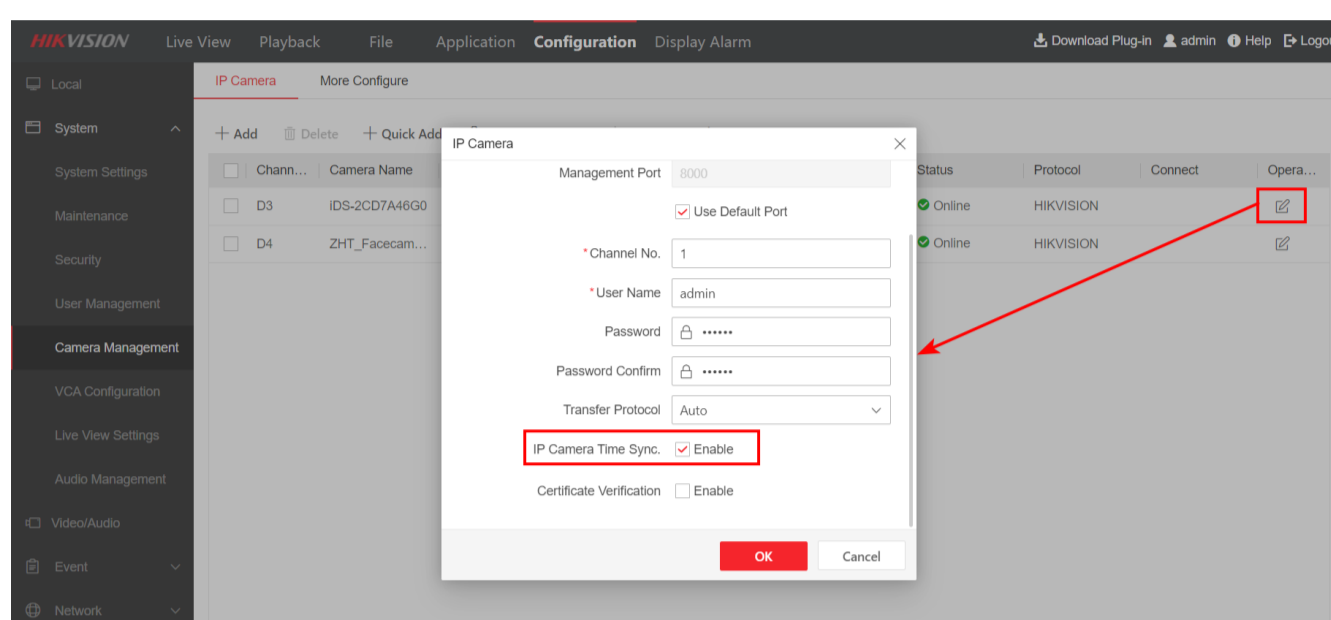 HIKVISION Live View Playback File Application Configuration Display Alarm Download Plug-in admin Help Logou
Local
IP Camera More Configure
System
+ Add Delete + Quick Add
IP Camera
System Settings
Chann... Camera Name Status Protocol Connect Opera...
Management Port 8000
D3 iDS-2CD7A46G0 Online HIKVISION
Use Default Port
Maintenance
D4 ZHT_Facecam... Online HIKVISION
*Channel No. 1
Security
*User Name admin
User Management
Password ••••••
Camera Management
Password Confirm ••••••
VCA Configuration
Transfer Protocol Auto
Live View Settings
IP Camera Time Sync. Enable
Audio Management
Certificate Verification Enable
Video/Audio
OK Cancel
Event
Network